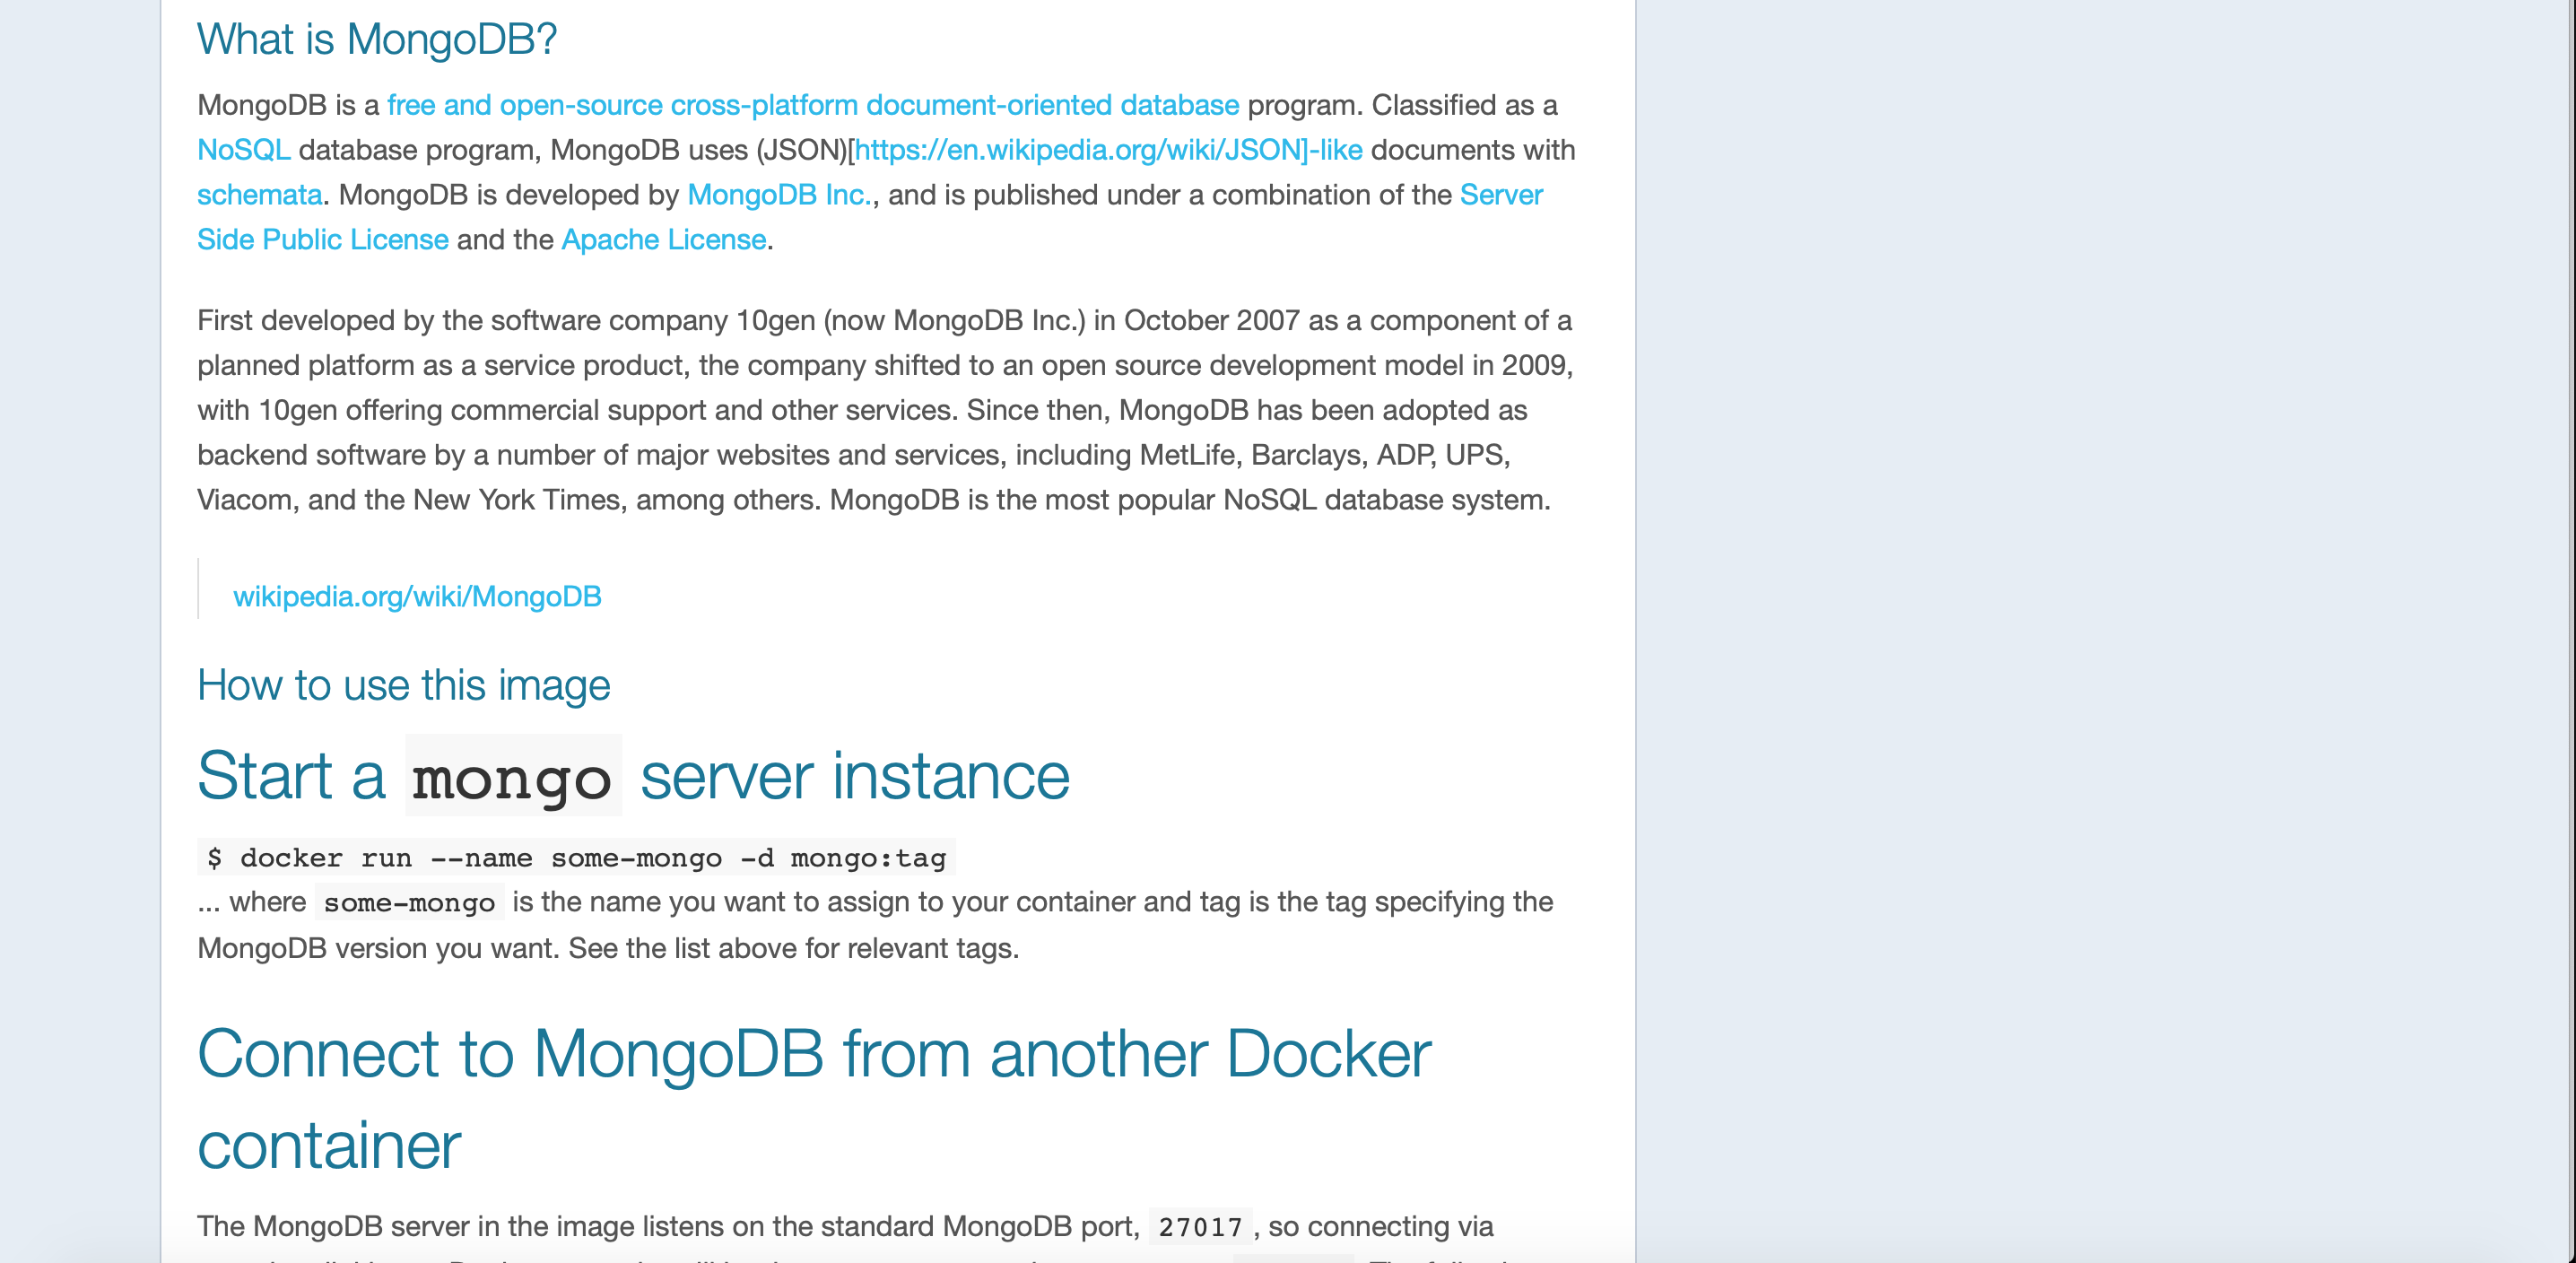 What is MongoDB?
MongoDB is a free and open-source cross-platform document-oriented database program. Classified as a
NoSQL database program, MongoDB uses (JSON)[https://en.wikipedia.org/wiki/JSON]-like documents with
schemata. MongoDB is developed by MongoDB Inc., and is published under a combination of the Server
Side Public License and the Apache License.
First developed by the software company 10gen (now MongoDB Inc.) in October 2007 as a component of a
planned platform as a service product, the company shifted to an open source development model in 2009,
with 10gen offering commercial support and other services. Since then, MongoDB has been adopted as
backend software by a number of major websites and services, including MetLife, Barclays, ADP, UPS,
Viacom, and the New York Times, among others. MongoDB is the most popular NoSQL database system.
wikipedia.org/wiki/MongoDB
How to use this image
Start a mongo server instance
$ docker run --name some-mongo -d mongo:tag
... where some-mongo is the name you want to assign to your container and tag is the tag specifying the
MongoDB version you want. See the list above for relevant tags.
Connect to MongoDB from another Docker
container
The MongoDB server in the image listens on the standard MongoDB port, 27017, so connecting via